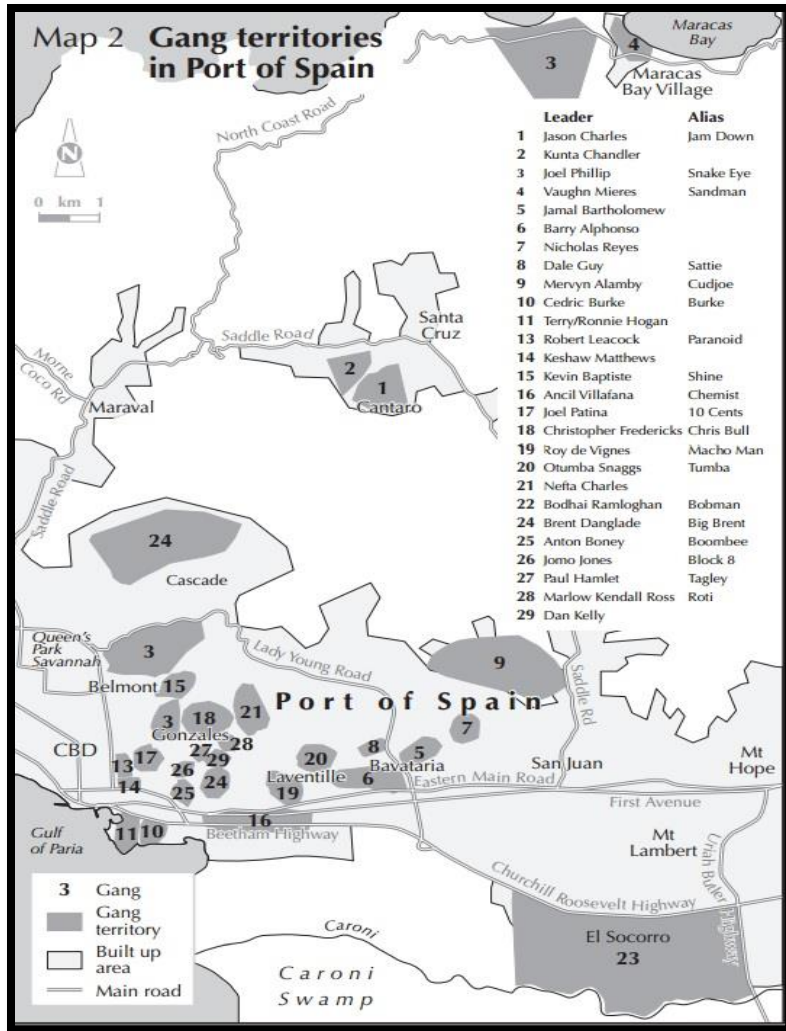 Map 2 Gang territories
in Port of Spain
Maracas
Bay
3
4
Maracas
Bay Village
North Coast Road
N
0 km 1
Leader Alias
1 Jason Charles Jam Down
2 Kunta Chandler
3 Joel Phillip Snake Eye
4 Vaughn Mieres Sandman
5 Jamal Bartholomew
6 Barry Alphonso
7 Nicholas Reyes
8 Dale Guy Sattie
9 Mervyn Alamby Cudjoe
10 Cedric Burke Burke
11 Terry/Ronnie Hogan
13 Robert Leacock Paranoid
14 Keshaw Matthews
15 Kevin Baptiste Shine
16 Ancil Villafana Chemist
17 Joel Patina 10 Cents
18 Christopher Fredericks Chris Bull
19 Roy de Vignes Macho Man
20 Otumba Snaggs Tumba
21 Nefta Charles
22 Bodhai Ramloghan Bobman
24 Brent Danglade Big Brent
25 Anton Boney Boombee
26 Jomo Jones Block 8
27 Paul Hamlet Tagley
28 Marlow Kendall Ross Roti
29 Dan Kelly
Santa
Cruz
Saddle Road
2
1
Cantaro
Morne
Coco Rd
Maraval
Saddle Road
24
Cascade
Queen's
Park
Savannah
3
Lady Young Road
9
Saddle Rd
Belmont 15
Port of Spain
3
18
21
7
Gonzales
CBD
27
28
29
13
17
26
20
8
5
Bavataria
San Juan
Mt
Hope
14
25
24
Laventille
19
6
Eastern Main Road
First Avenue
16
Gulf
of Paria
11
10
Beetham Highway
Mt
Lambert
Uriah Butler Highway
Churchill Roosevelt Highway
3 Gang
Gang
territory
Built up
area
Main road
Caroni
Caroni
Swamp
El Socorro
23